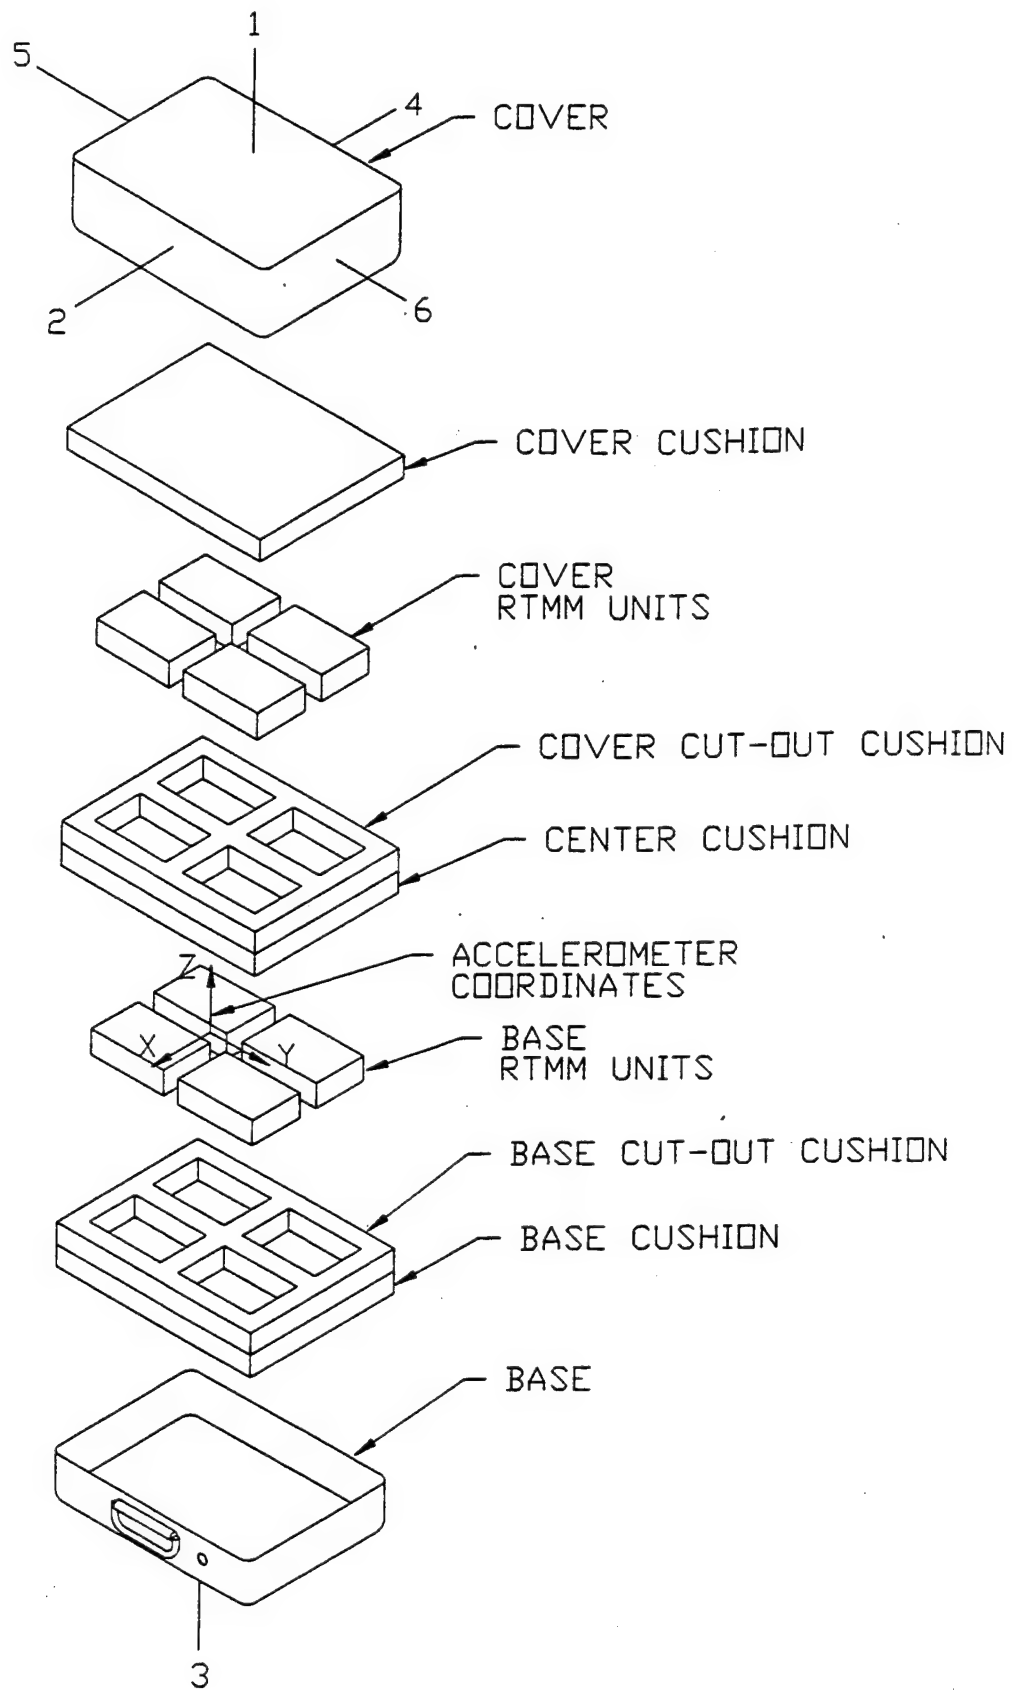 1
5
4
COVER
2
6
COVER CUSHION
COVER
RTMM UNITS
COVER CUT-OUT CUSHION
CENTER CUSHION
ACCELEROMETER
COORDINATES
Z
X
Y
BASE
RTMM UNITS
BASE CUT-OUT CUSHION
BASE CUSHION
BASE
3